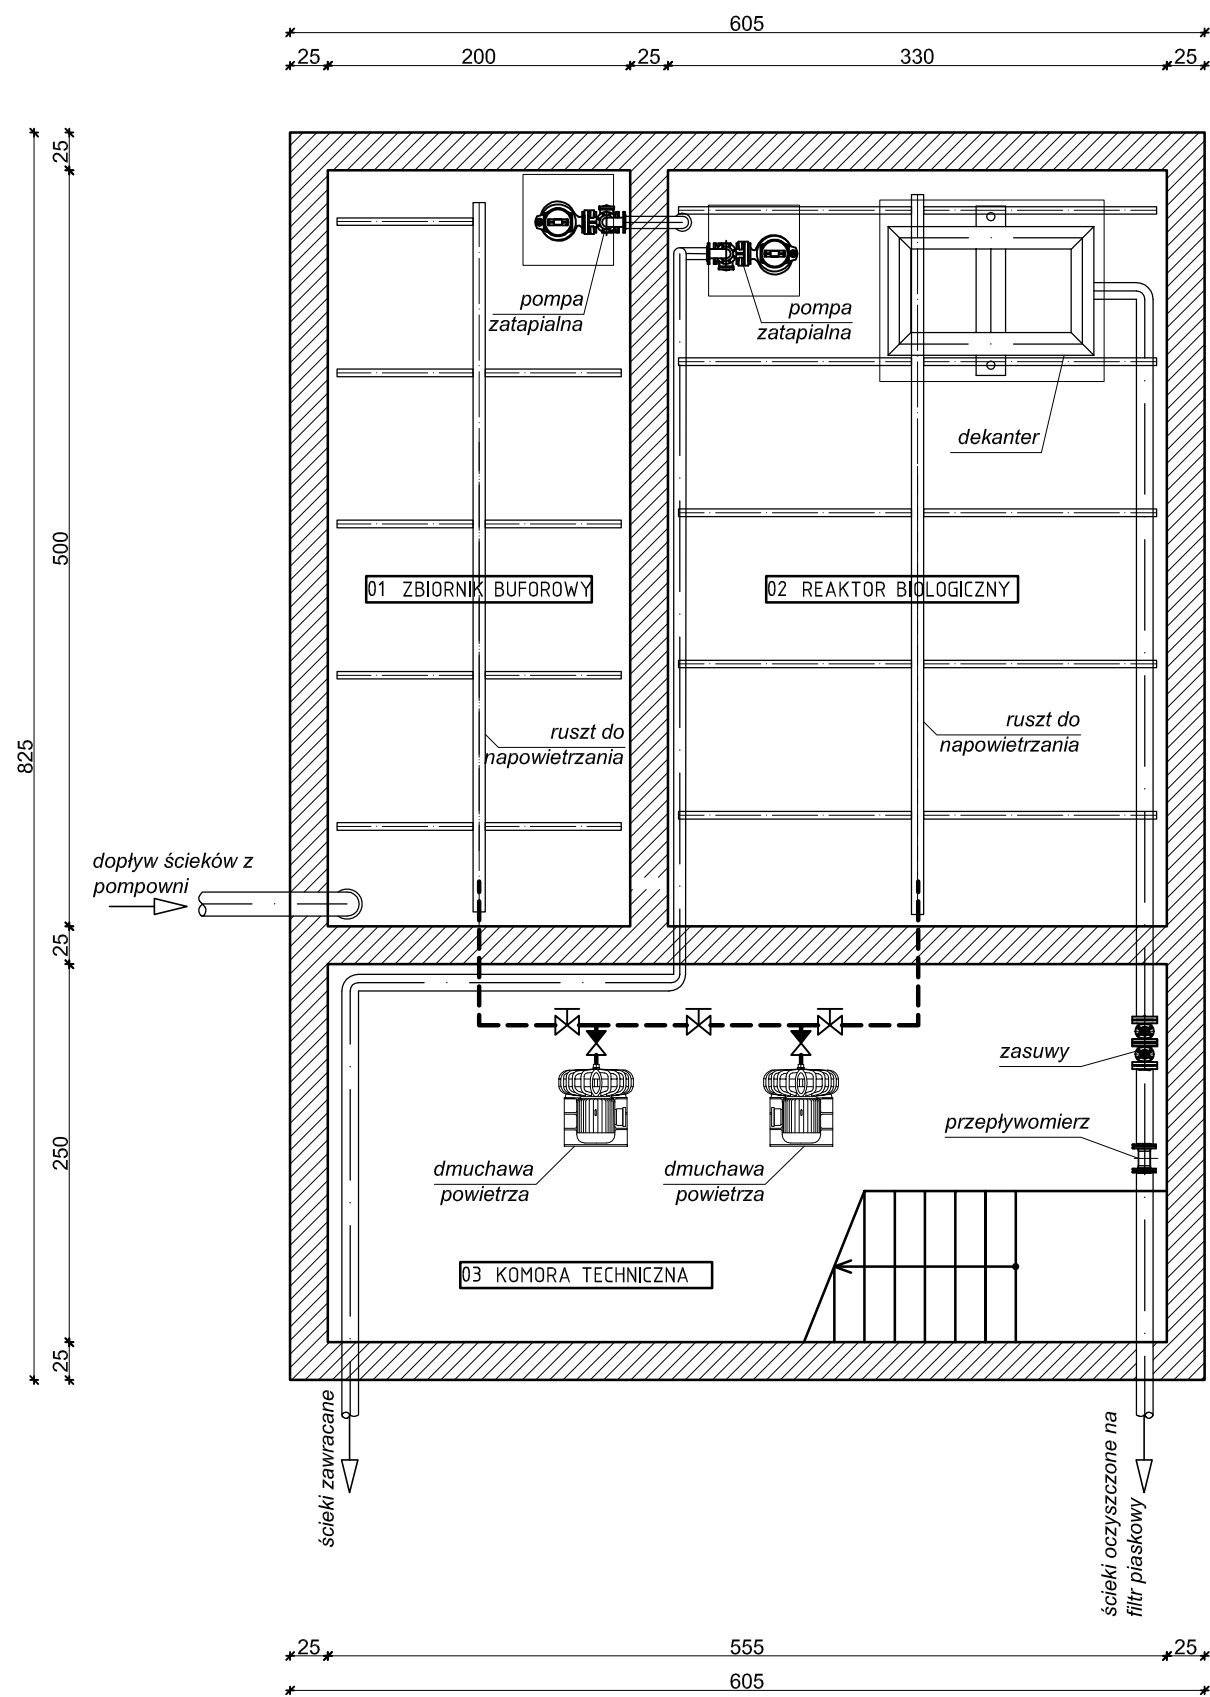 605
25
200
25
330
25
25
pompa
zatapialna
pompa
zatapialna
dekanter
500
01 ZBIORNIK BUFOROWY
02 REAKTOR BIOLOGICZNY
825
ruszt do
napowietrzania
ruszt do
napowietrzania
dopływ ścieków z
pompowni
25
zasuwy
250
przepływomierz
dmuchawa
powietrza
dmuchawa
powietrza
03 KOMORA TECHNICZNA
25
ścieki zawracane
ścieki oczyszczone na
filtr piaskowy
25
555
25
605